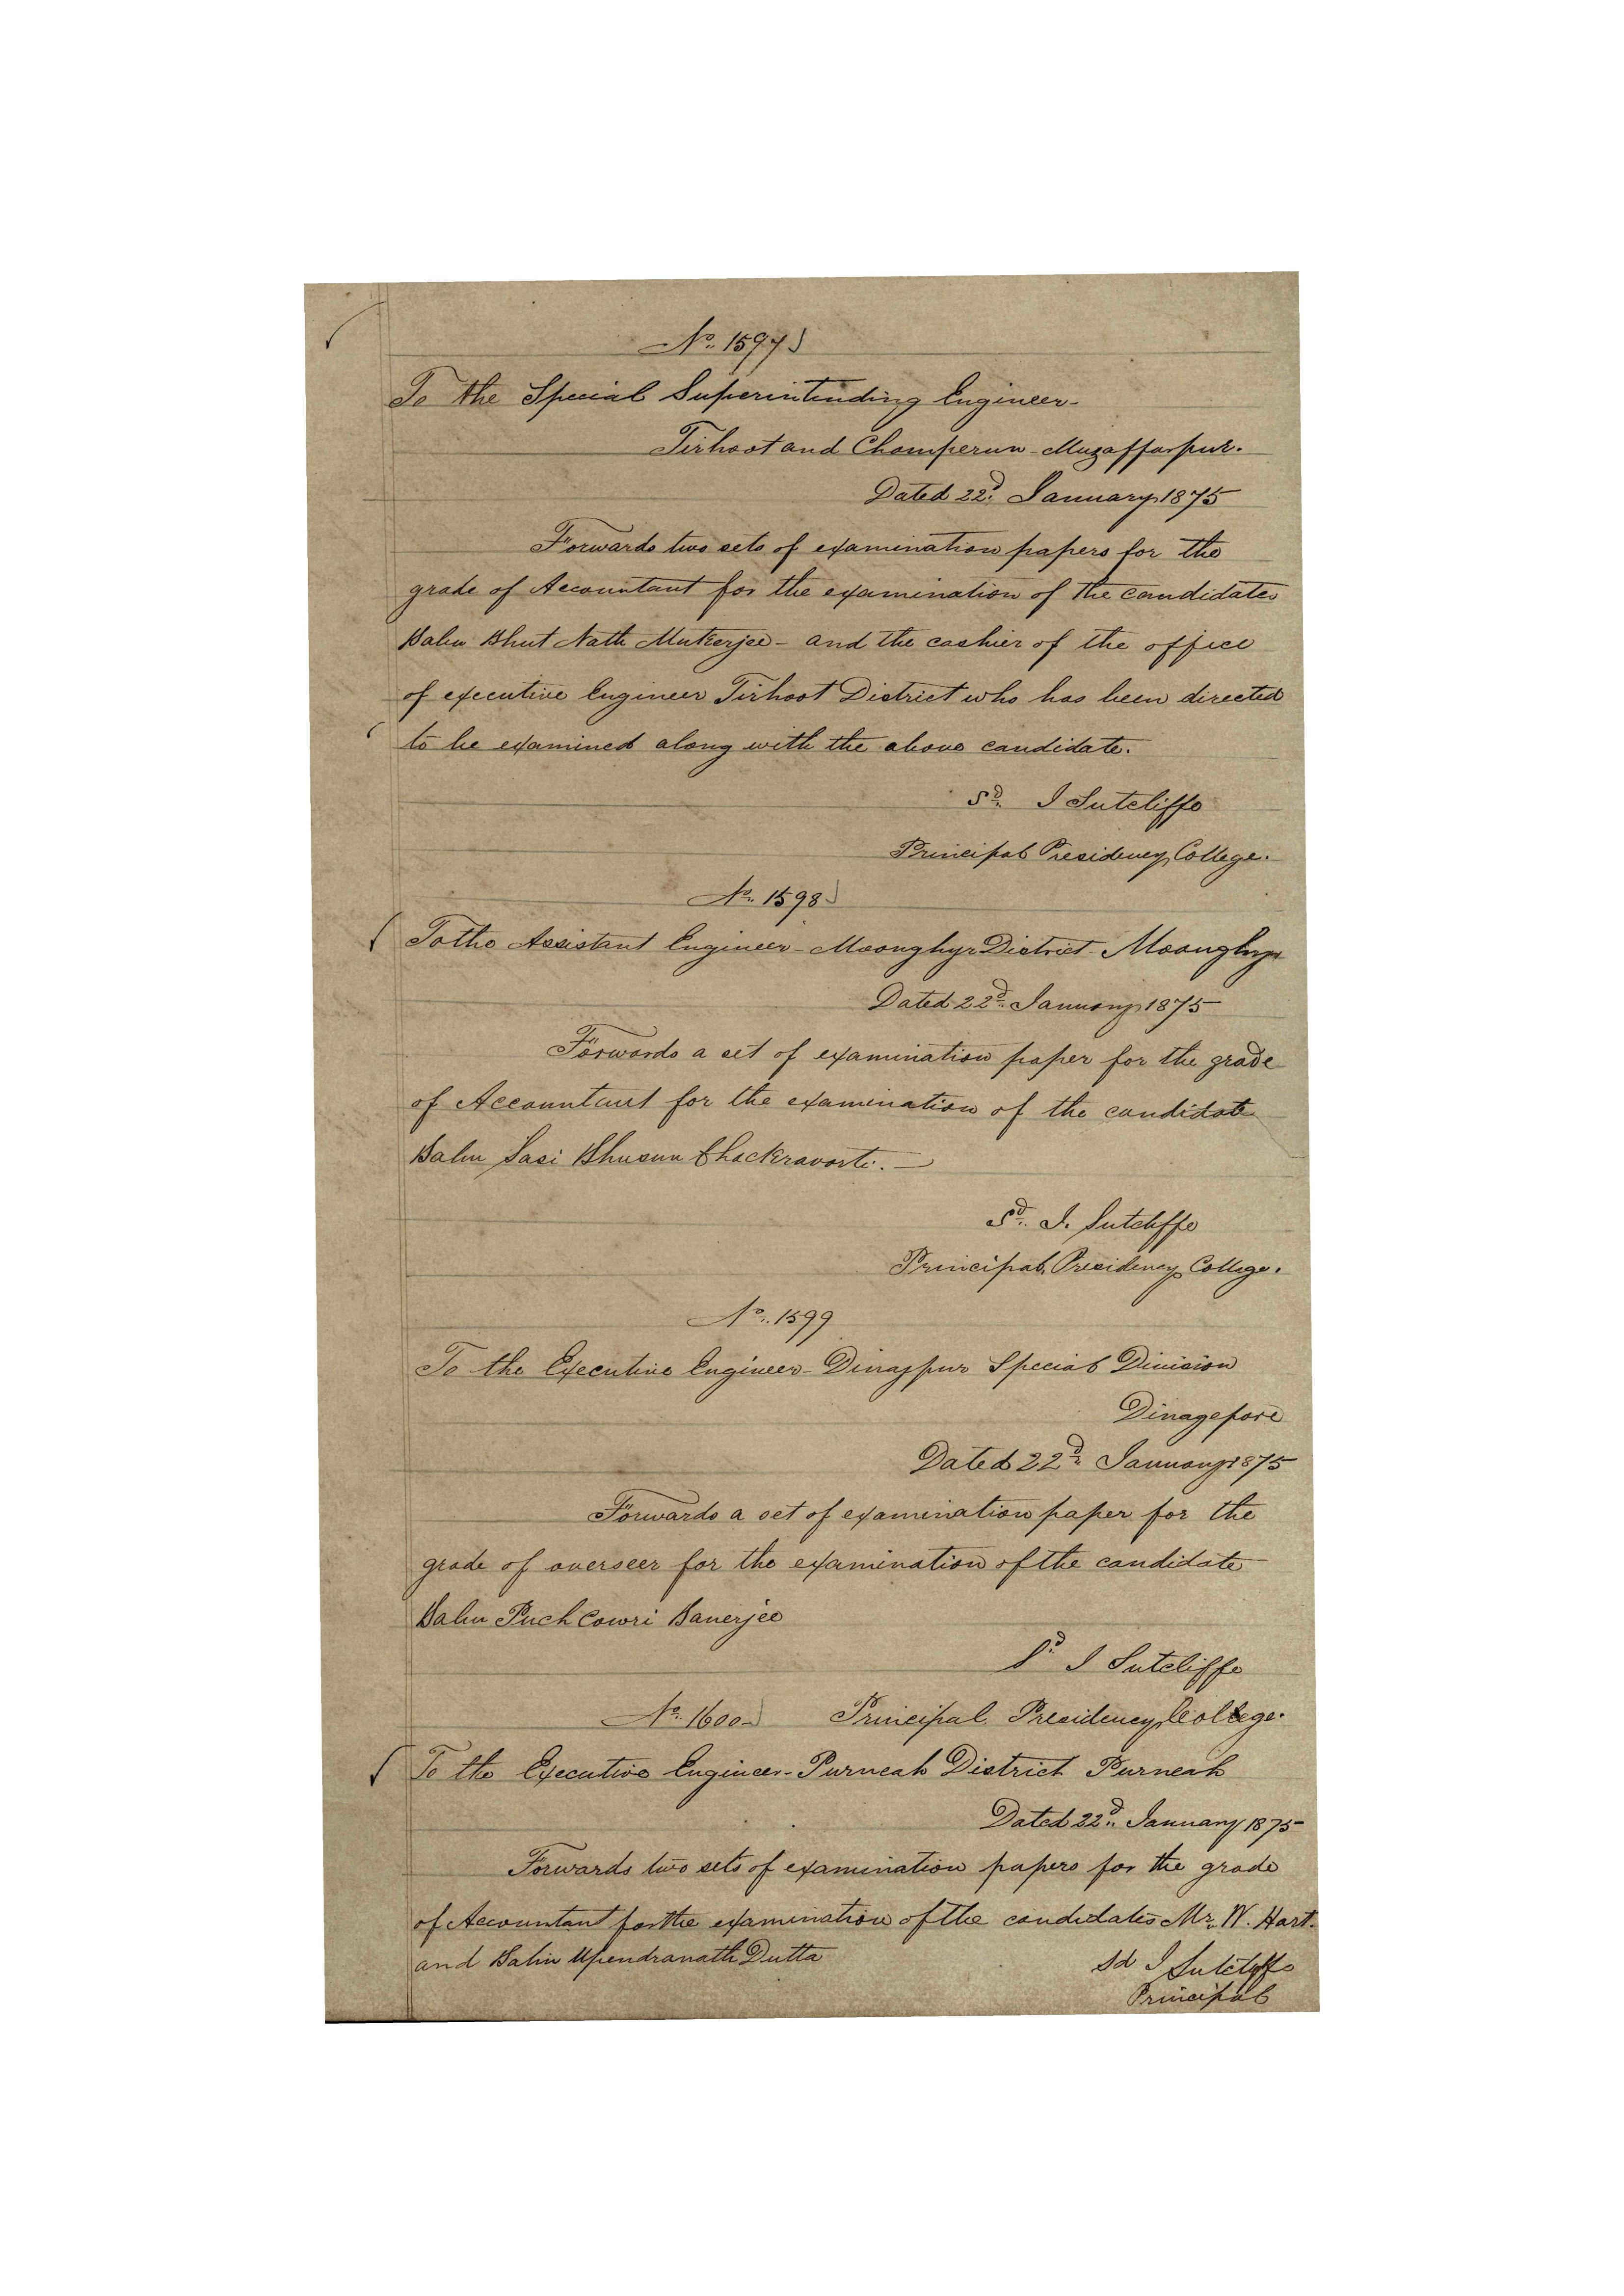 No. 1597
To the Special Superintending Engineer-
Tirhoot and Chomperun - Muzaffarpur.
Dated 22d. January 1875
Forwards two sets of examination papers for the
grade of Accountant for the examination of the candidates
Babu Bhut Nath Mukerjee - and the cashier of the office
of executive Engineer Tirhoot District who has been directed
to be examined along with the above candidate.
Sd. J Sutcliffe
Principal Presidency College.
No. 1598
To the Assistant Engineer - Moonghyr District - Moonghyr
Dated 22d. January 1875
Forwards a set of examination paper for the grade
of Accountant for the examination of the candidate
Babu Sasi Bhusun Chackravorti. -
Sd. J. Sutcliffe
Principal, Presidency College.
No. 1599
To the Executive Engineer - Dinajpur Special Division
Dinagepore
Dated 22d. January 1875
Forwards a set of examination paper for the
grade of overseer for the examination of the candidate
Babu Puch Cowri Banerjee
Sd. J Sutcliffe
No. 1600 Principal. Presidency College.
To the Executive Engineer - Purneah District Purneah
Dated 22d. January 1875
Forwards two sets of examination papers for the grade
of Accountant for the examination of the candidates Mr. W. Hart.
and Babu Upendranath Dutta
Sd J Sutcliffe
Principal